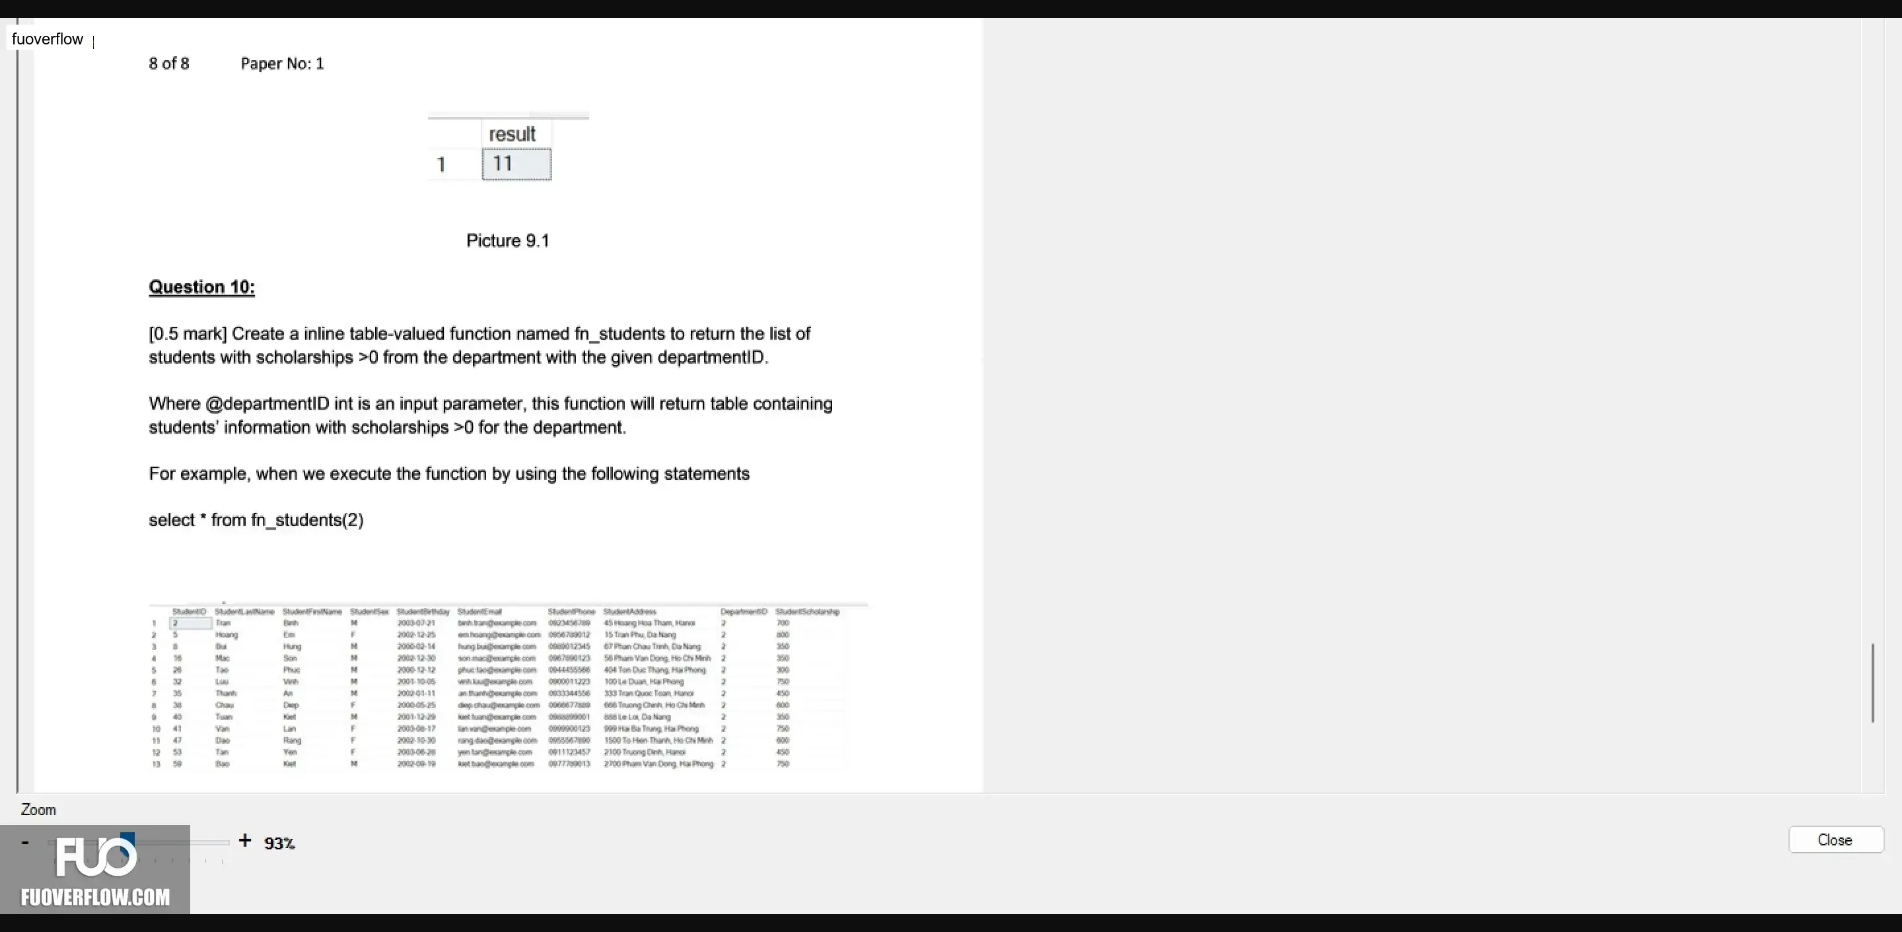 fuoverflow
8 of 8 Paper No: 1
result
1 11
Picture 9.1
Question 10:
[0.5 mark] Create a inline table-valued function named fn_students to return the list of
students with scholarships >0 from the department with the given departmentID.
Where @departmentID int is an input parameter, this function will return table containing
students' information with scholarships >0 for the department.
For example, when we execute the function by using the following statements
select * from fn_students(2)
StudentID StudentLastName StudentFirstName StudentSex StudentBirthday StudentEmail StudentPhone StudentAddress DepartmentID StudentScholarship
1 2 Tran Binh M 2003-07-21 binh.tran@example.com 0923456789 45 Hoang Hoa Tham, Hanoi 2 700
2 5 Hoang Em F 2002-12-25 em.hoang@example.com 0956789012 15 Tran Phu, Da Nang 2 800
3 8 Bui Hung M 2000-02-14 hung.bui@example.com 0989012345 67 Phan Chau Trinh, Da Nang 2 350
4 16 Mac Son M 2002-12-30 son.mac@example.com 0967890123 56 Pham Van Dong, Ho Chi Minh 2 350
5 26 Tao Phuc M 2000-12-12 phuc.tao@example.com 0944455566 404 Ton Duc Thang, Hai Phong 2 300
6 32 Luu Vinh M 2001-10-05 vinh.luu@example.com 0900011223 100 Le Duan, Hai Phong 2 750
7 35 Thanh An M 2002-01-11 an.thanh@example.com 0933344556 333 Tran Quoc Toan, Hanoi 2 450
8 38 Chau Diep F 2000-05-25 diep.chau@example.com 0966677889 666 Truong Chinh, Ho Chi Minh 2 600
9 40 Tuan Kiet M 2001-12-29 kiet.tuan@example.com 888 Le Loi, Da Nang 2 350
10 41 Van Lan F 2003-08-17 lan.van@example.com 0999900123 999 Hai Ba Trung, Hai Phong 2 750
11 47 Dao Rang F 2002-10-30 rang.dao@example.com 1500 To Hien Thanh, Ho Chi Minh 2 600
12 53 Tan Yen F 2003-06-28 yen.tan@example.com 0911123457 2100 Truong Dinh, Hanoi 2 450
13 59 Bao Kiet M 2002-09-19 kiet.bao@example.com 0977789013 2700 Pham Van Dong, Hai Phong 2 750
Zoom
- + 93%
Close
FUO
FUOVERFLOW.COM